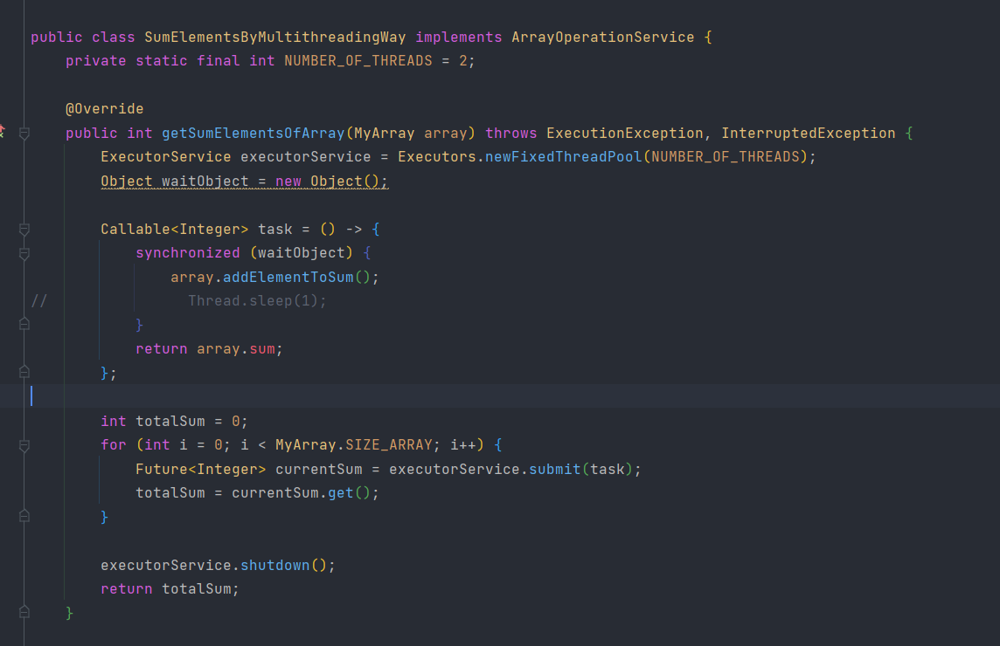 public class SumElementsByMultithreadingWay implements ArrayOperationService {
    private static final int NUMBER_OF_THREADS = 2;
    @Override
    public int getSumElementsOfArray(MyArray array) throws ExecutionException, InterruptedException {
        ExecutorService executorService = Executors.newFixedThreadPool(NUMBER_OF_THREADS);
        Object waitObject = new Object();
        Callable<Integer> task = () -> {
            synchronized (waitObject) {
                array.addElementToSum();
//                Thread.sleep(1);
            }
            return array.sum;
        };
        int totalSum = 0;
        for (int i = 0; i < MyArray.SIZE_ARRAY; i++) {
            Future<Integer> currentSum = executorService.submit(task);
            totalSum = currentSum.get();
        }
        executorService.shutdown();
        return totalSum;
    }